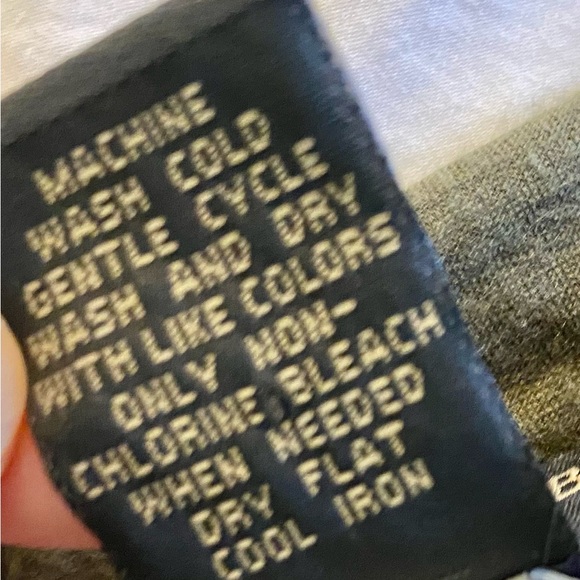 MACHINE
WASH COLD
GENTLE CYCLE
WASH AND DRY
WITH LIKE COLORS
ONLY NON-
CHLORINE BLEACH
WHEN NEEDED
DRY FLAT
COOL IRON
B